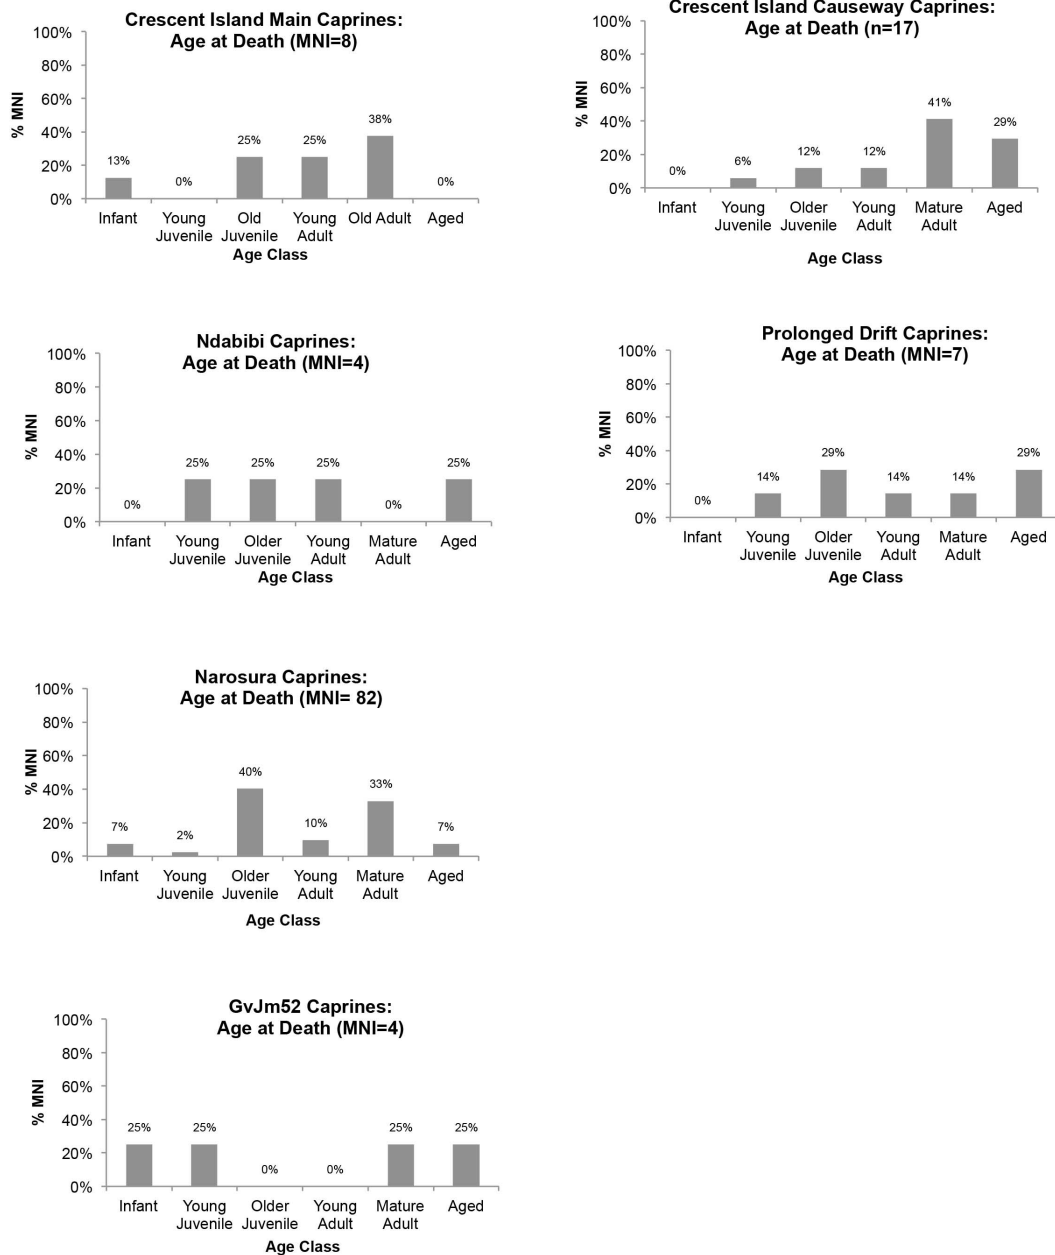 Crescent Island Main Caprines:
Age at Death (MNI=8)
100%
80%
60%
40%
20%
0%
% MNI
13%
0%
25%
25%
38%
0%
Infant
Young
Juvenile
Old
Juvenile
Young
Adult
Old Adult
Aged
Age Class
Crescent Island Causeway Caprines:
Age at Death (n=17)
100%
80%
60%
40%
20%
0%
% MNI
0%
6%
12%
12%
41%
29%
Infant
Young
Juvenile
Older
Juvenile
Young
Adult
Mature
Adult
Aged
Age Class
Ndabibi Caprines:
Age at Death (MNI=4)
100%
80%
60%
40%
20%
0%
% MNI
0%
25%
25%
25%
0%
25%
Infant
Young
Juvenile
Older
Juvenile
Young
Adult
Mature
Adult
Aged
Age Class
Prolonged Drift Caprines:
Age at Death (MNI=7)
100%
80%
60%
40%
20%
0%
% MNI
0%
14%
29%
14%
14%
29%
Infant
Young
Juvenile
Older
Juvenile
Young
Adult
Mature
Adult
Aged
Age Class
Narosura Caprines:
Age at Death (MNI= 82)
100%
80%
60%
40%
20%
0%
% MNI
7%
2%
40%
10%
33%
7%
Infant
Young
Juvenile
Older
Juvenile
Young
Adult
Mature
Adult
Aged
Age Class
GvJm52 Caprines:
Age at Death (MNI=4)
100%
80%
60%
40%
20%
0%
% MNI
25%
25%
0%
0%
25%
25%
Infant
Young
Juvenile
Older
Juvenile
Young
Adult
Mature
Adult
Aged
Age Class